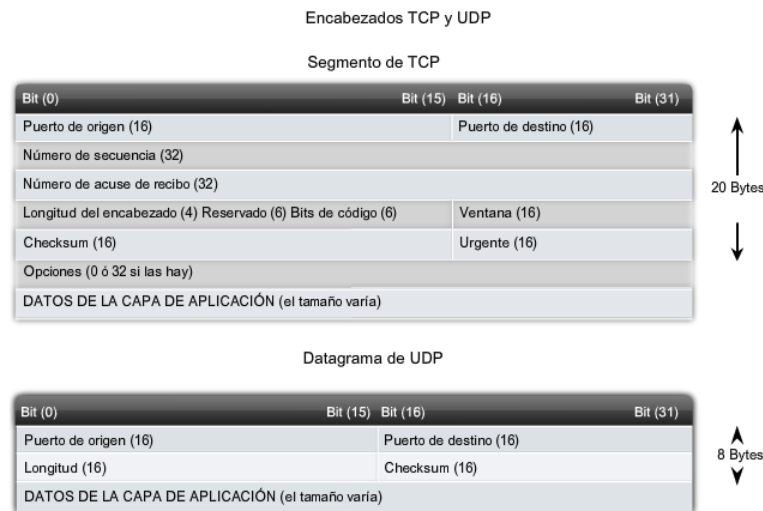 Encabezados TCP y UDP
Segmento de TCP
Bit (0) Bit (15) Bit (16) Bit (31)
Puerto de origen (16) Puerto de destino (16)
Número de secuencia (32)
Número de acuse de recibo (32)
20 Bytes
Longitud del encabezado (4) Reservado (6) Bits de código (6) Ventana (16)
Checksum (16) Urgente (16)
Opciones (0 ó 32 si las hay)
DATOS DE LA CAPA DE APLICACIÓN (el tamaño varía)
Datagrama de UDP
Bit (0) Bit (15) Bit (16) Bit (31)
Puerto de origen (16) Puerto de destino (16)
8 Bytes
Longitud (16) Checksum (16)
DATOS DE LA CAPA DE APLICACIÓN (el tamaño varía)